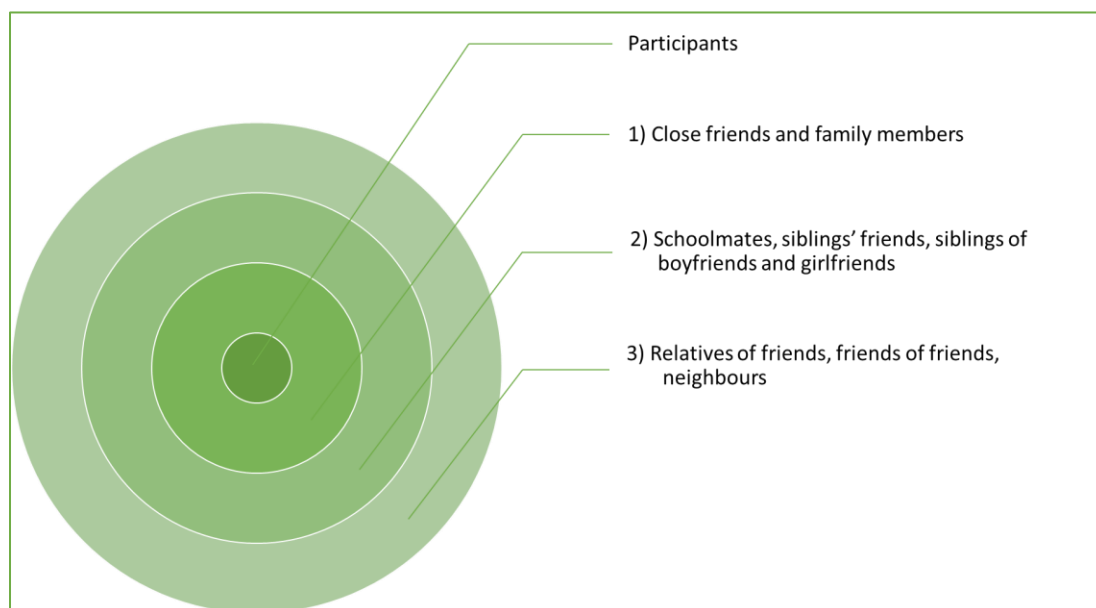 Participants
1) Close friends and family members
2) Schoolmates, siblings’ friends, siblings of
boyfriends and girlfriends
3) Relatives of friends, friends of friends,
neighbours